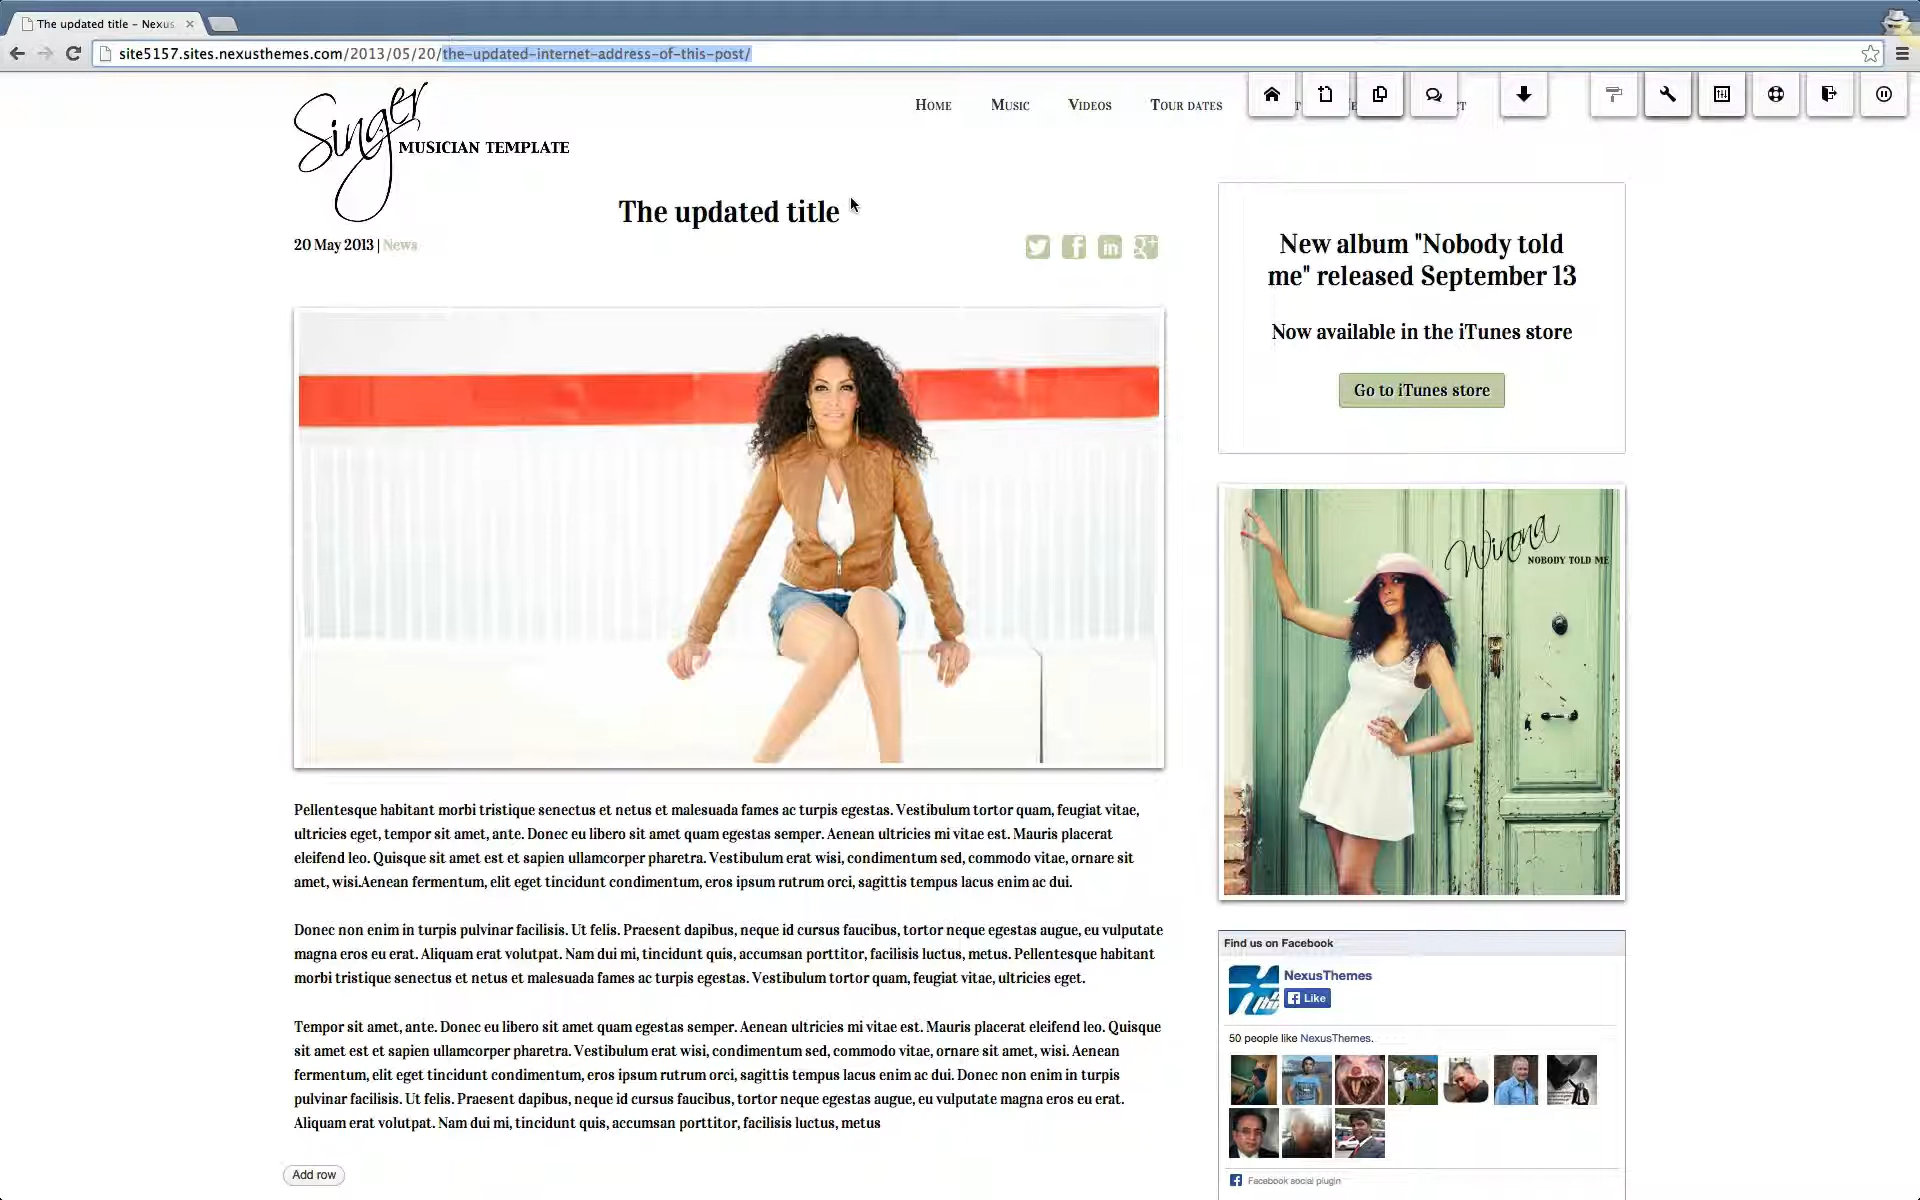 The updated title - Nexus
site5157.sites.nexusthemes.com/2013/05/20/the-updated-internet-address-of-this-post/
Singer
MUSICIAN TEMPLATE
Home Music Videos Tour dates
The updated title
20 May 2013 | News
New album "Nobody told
me" released September 13
Now available in the iTunes store
Go to iTunes store
Winona
NOBODY TOLD ME
Pellentesque habitant morbi tristique senectus et netus et malesuada fames ac turpis egestas. Vestibulum tortor quam, feugiat vitae,
ultricies eget, tempor sit amet, ante. Donec eu libero sit amet quam egestas semper. Aenean ultricies mi vitae est. Mauris placerat
eleifend leo. Quisque sit amet est et sapien ullamcorper pharetra. Vestibulum erat wisi, condimentum sed, commodo vitae, ornare sit
amet, wisi.Aenean fermentum, elit eget tincidunt condimentum, eros ipsum rutrum orci, sagittis tempus lacus enim ac dui.
Donec non enim in turpis pulvinar facilisis. Ut felis. Praesent dapibus, neque id cursus faucibus, tortor neque egestas augue, eu vulputate
magna eros eu erat. Aliquam erat volutpat. Nam dui mi, tincidunt quis, accumsan porttitor, facilisis luctus, metus. Pellentesque habitant
morbi tristique senectus et netus et malesuada fames ac turpis egestas. Vestibulum tortor quam, feugiat vitae, ultricies eget.
Tempor sit amet, ante. Donec eu libero sit amet quam egestas semper. Aenean ultricies mi vitae est. Mauris placerat eleifend leo. Quisque
sit amet est et sapien ullamcorper pharetra. Vestibulum erat wisi, condimentum sed, commodo vitae, ornare sit amet, wisi. Aenean
fermentum, elit eget tincidunt condimentum, eros ipsum rutrum orci, sagittis tempus lacus enim ac dui. Donec non enim in turpis
pulvinar facilisis. Ut felis. Praesent dapibus, neque id cursus faucibus, tortor neque egestas augue, eu vulputate magna eros eu erat.
Aliquam erat volutpat. Nam dui mi, tincidunt quis, accumsan porttitor, facilisis luctus, metus
Add row
Find us on Facebook
NexusThemes
Like
50 people like NexusThemes.
Facebook social plugin